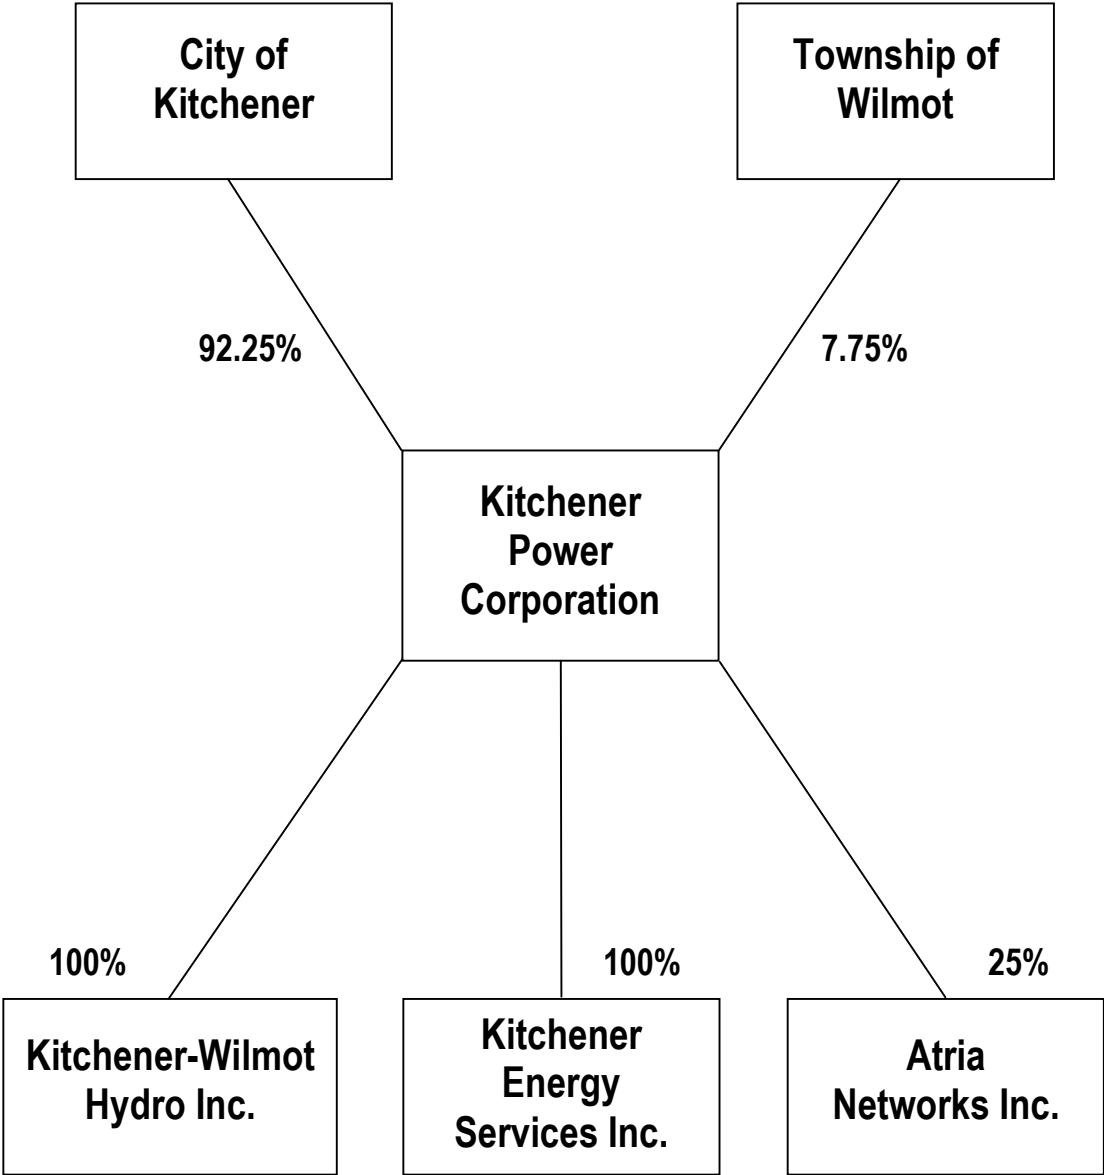 City of
Kitchener
Township of
Wilmot
92.25%
7.75%
Kitchener
Power
Corporation
100%
100%
25%
Kitchener-Wilmot
Hydro Inc.
Kitchener
Energy
Services Inc.
Atria
Networks Inc.